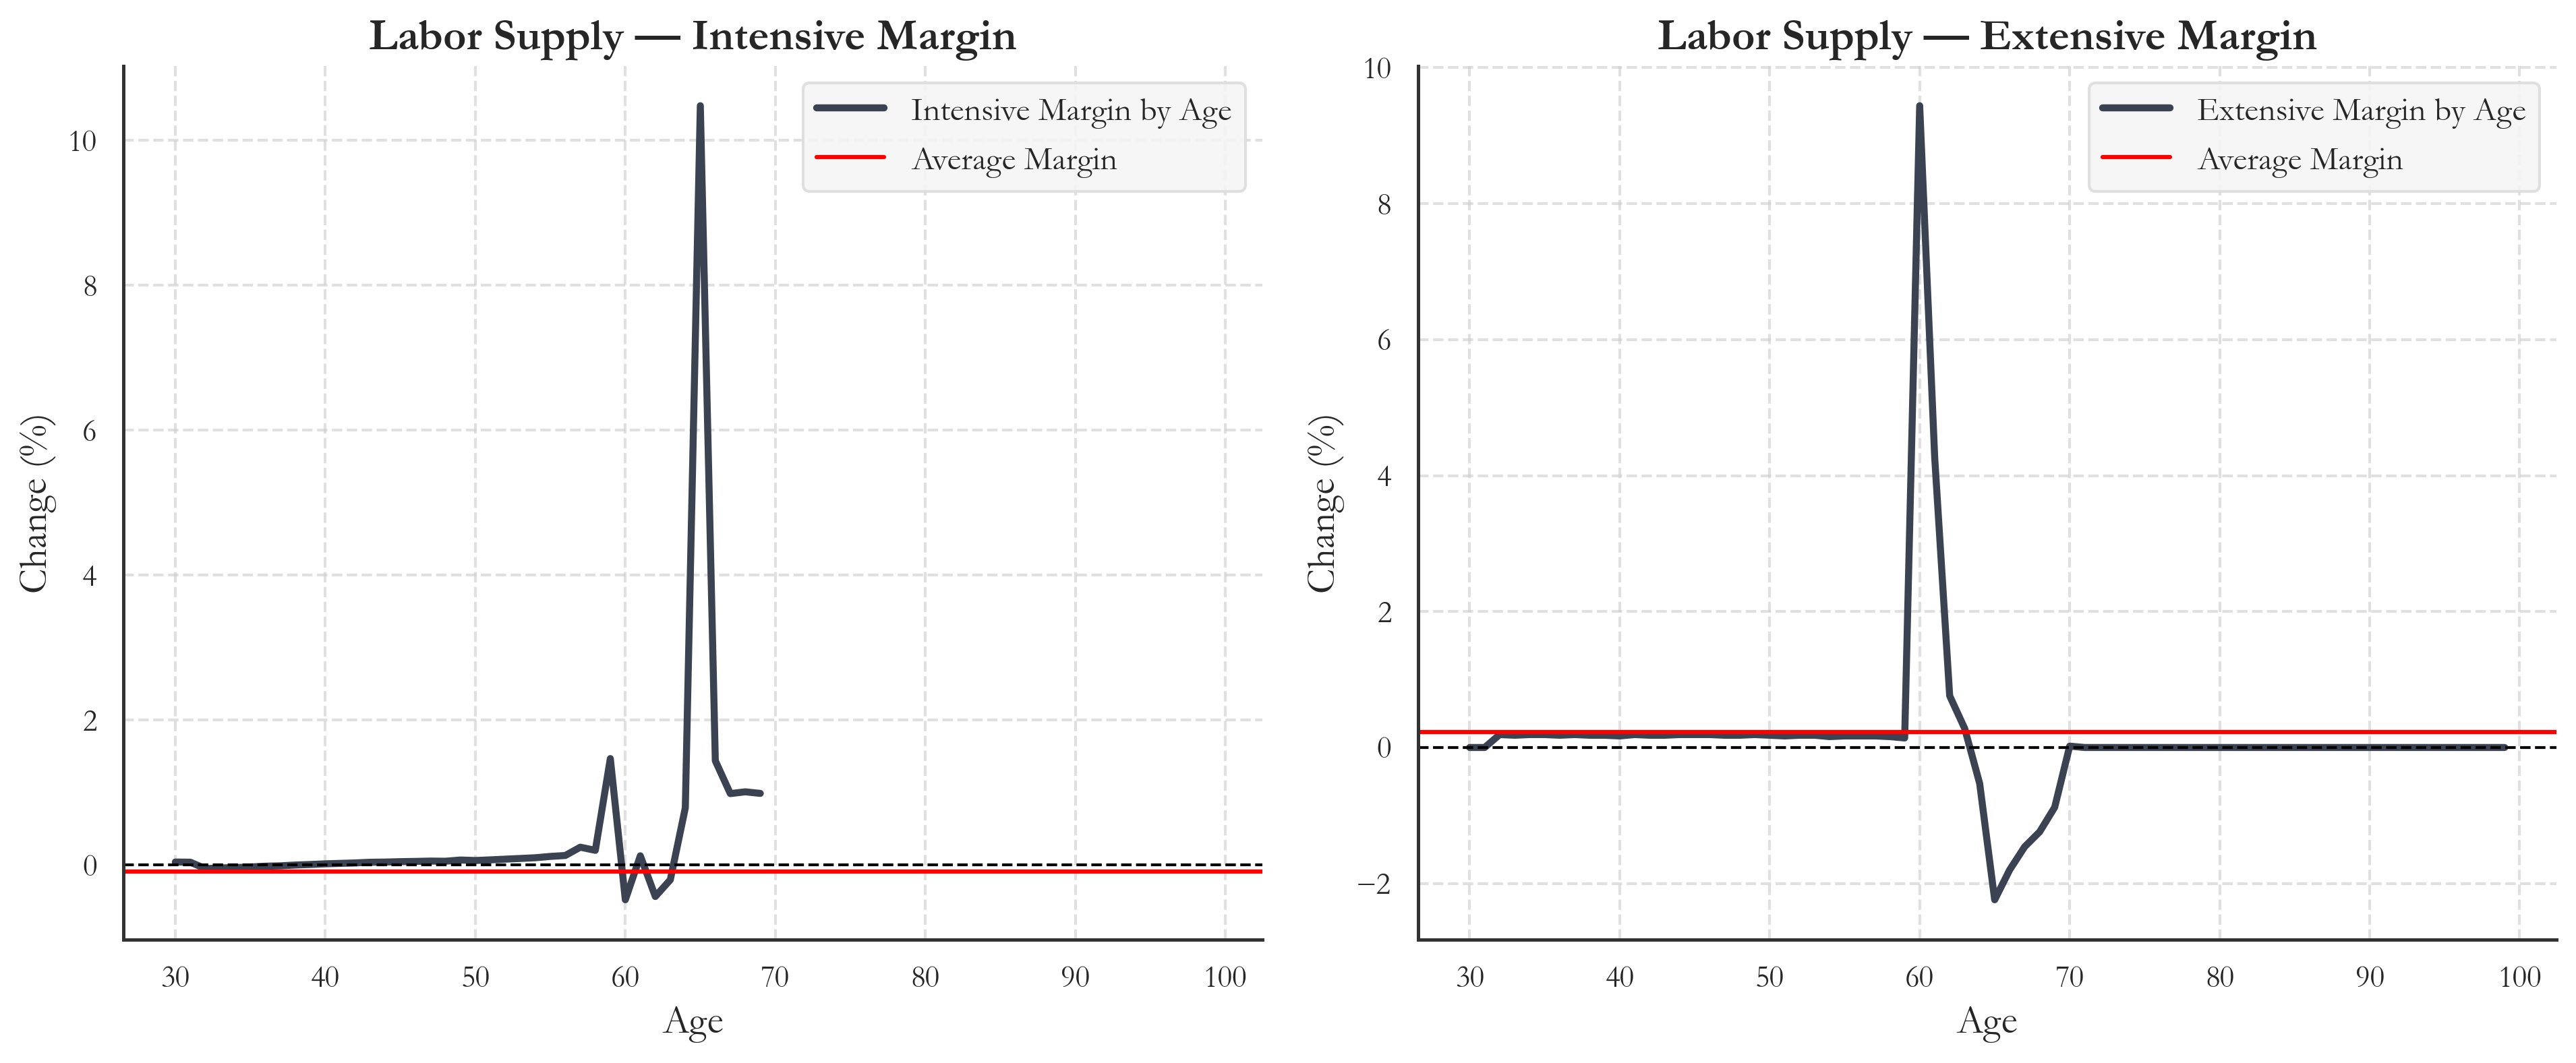 Labor Supply — Intensive Margin
Intensive Margin by Age
Average Margin
Change (%)
10
8
6
4
2
0
30 40 50 60 70 80 90 100
Age
Labor Supply — Extensive Margin
Extensive Margin by Age
Average Margin
Change (%)
10
8
6
4
2
0
−2
30 40 50 60 70 80 90 100
Age